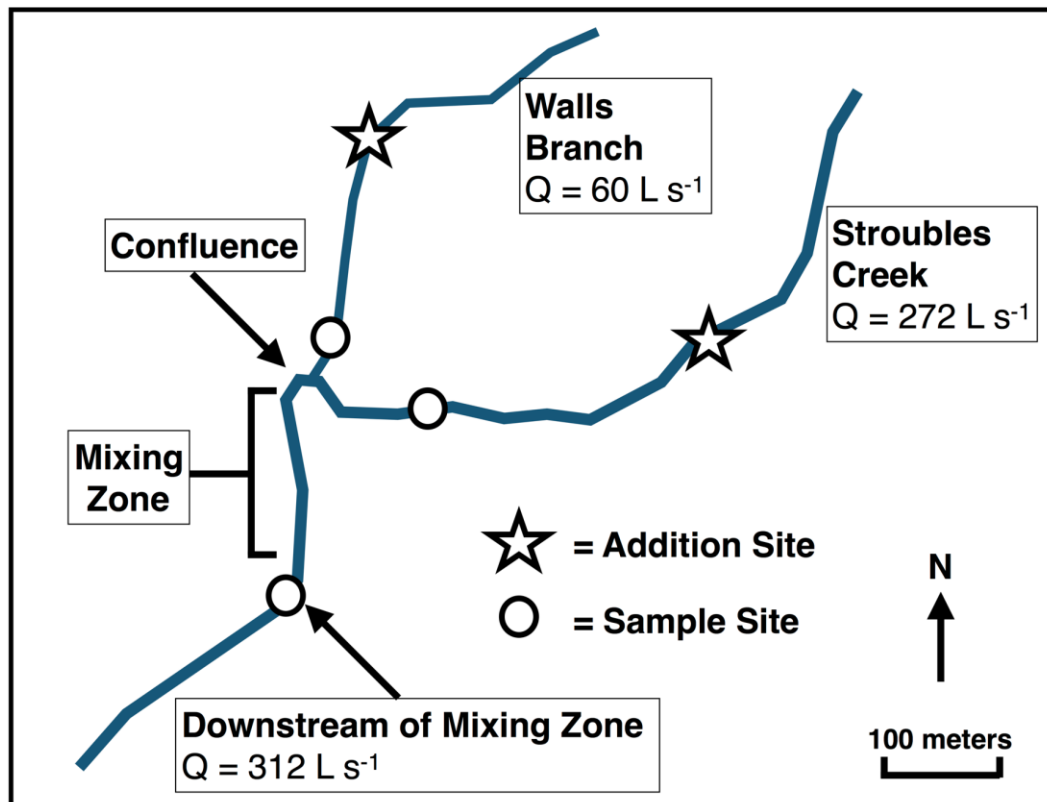 Walls
Branch
Q = 60 L s-1
Stroubles
Creek
Q = 272 L s-1
Confluence
Mixing
Zone
= Addition Site
= Sample Site
N
Downstream of Mixing Zone
Q = 312 L s-1
100 meters